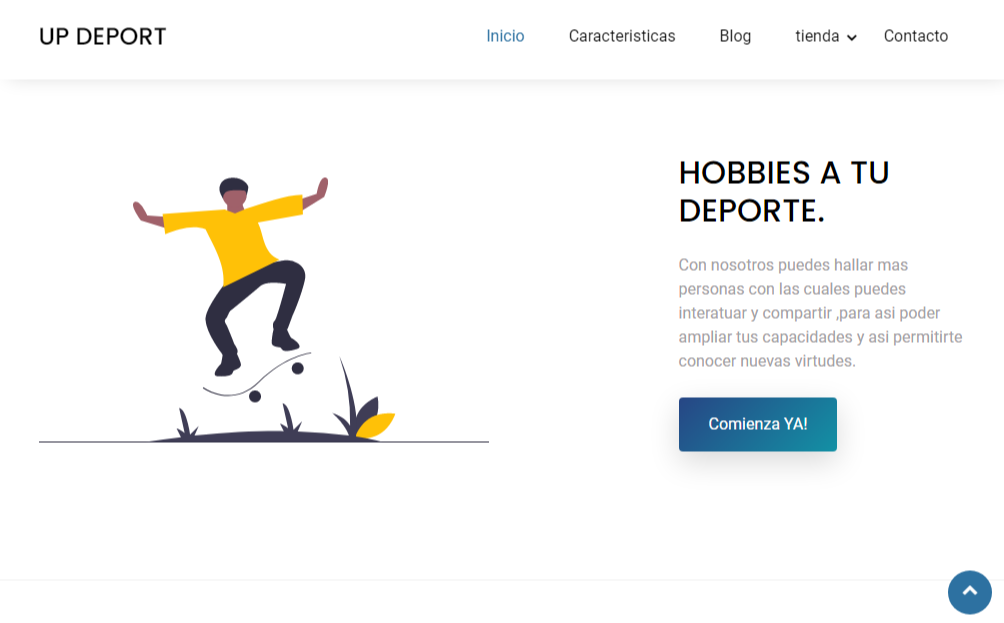 UP DEPORT
Inicio
Caracteristicas
Blog
tienda
Contacto
HOBBIES A TU
DEPORTE.
Con nosotros puedes hallar mas
personas con las cuales puedes
interatuar y compartir ,para asi poder
ampliar tus capacidades y asi permitirte
conocer nuevas virtudes.
Comienza YA!